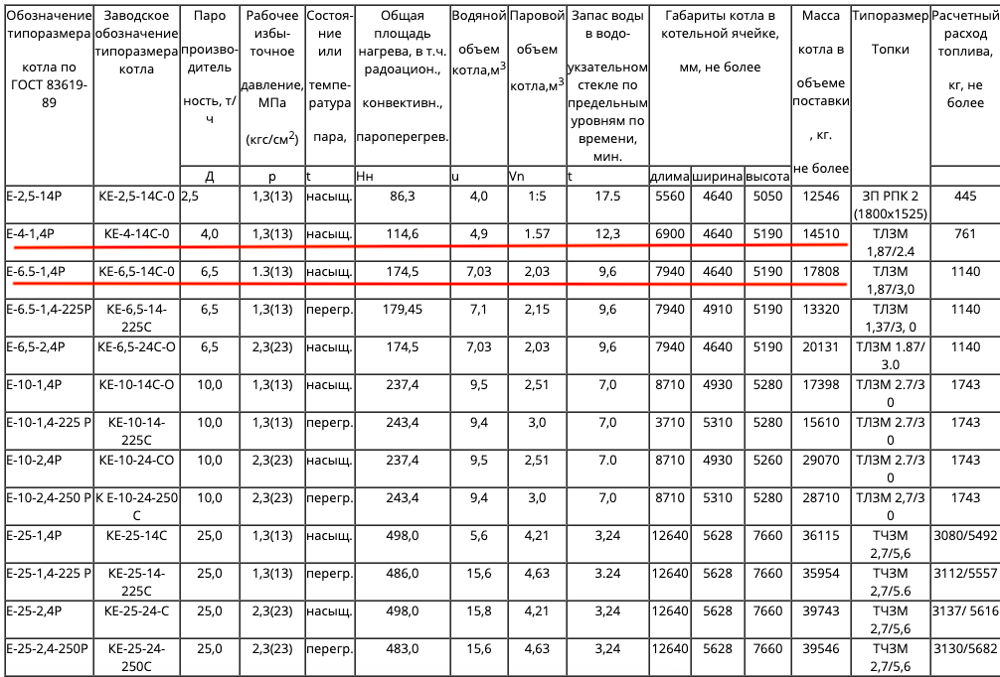 Обозначение типоразмера котла по ГОСТ 83619-89 | Заводское обозначение типоразмера котла | Паро произво-дитель ность, т/ч | Рабочее избы-точное давление, МПа (кгс/см2) | Состоя-ние или темпе-ратура пара, | Общая площадь нагрева, в т.ч. радоацион., конвективн., пароперегрев. | Водяной объем котла,м3 | Паровой объем котла,м3 | Запас воды в водо-укзательном стекле по предельным уровням по времени, мин. | Габариты котла в котельной ячейке, мм, не более | Масса котла в объеме поставки , кг. не более | Типоразмер Топки | Расчетный расход топлива, кг, не более
Д | р | t | Нн | u | Vn | t | длима | ширина | высота
Е-2,5-14Р | КЕ-2,5-14С-0 | 2,5 | 1,3(13) | насыщ. | 86,3 | 4,0 | 1:5 | 17.5 | 5560 | 4640 | 5050 | 12546 | ЗП РПК 2 (1800х1525) | 445
Е-4-1,4Р | КЕ-4-14С-0 | 4,0 | 1,3(13) | насыщ. | 114,6 | 4,9 | 1.57 | 12,3 | 6900 | 4640 | 5190 | 14510 | ТЛЗМ 1,87/2.4 | 761
Е-6.5-1,4Р | КЕ-6,5-14С-0 | 6,5 | 1.3(13) | насыщ. | 174,5 | 7,03 | 2,03 | 9,6 | 7940 | 4640 | 5190 | 17808 | ТЛЗМ 1,87/3,0 | 1140
Е-6.5-1,4-225Р | КЕ-6,5-14-225С | 6,5 | 1,3(13) | перегр. | 179,45 | 7,1 | 2,15 | 9,6 | 7940 | 4910 | 5190 | 13320 | ТЛЗМ 1,37/3, 0 | 1140
Е-6,5-2,4Р | КЕ-6,5-24С-О | 6,5 | 2,3(23) | насыщ. | 174,5 | 7,03 | 2,03 | 9,6 | 7940 | 4640 | 5190 | 20131 | ТЛЗМ 1.87/ 3.0 | 1140
Е-10-1,4Р | КЕ-10-14С-О | 10,0 | 1,3(13) | насыщ. | 237,4 | 9,5 | 2,51 | 7,0 | 8710 | 4930 | 5280 | 17398 | ТЛЗМ 2.7/3 0 | 1743
Е-10-1,4-225 Р | КЕ-10-14-225С | 10,0 | 1,3(13) | перегр. | 243,4 | 9,4 | 3,0 | 7,0 | 3710 | 5310 | 5280 | 15610 | ТЛЗМ 2.7/3 0 | 1743
Е-10-2,4Р | КЕ-10-24-СО | 10,0 | 2,3(23) | насыщ. | 237,4 | 9,5 | 2,51 | 7.0 | 8710 | 4930 | 5260 | 29070 | ТЛЗМ 2.7/3 0 | 1743
Е-10-2,4-250 Р | К Е-10-24-250 С | 10,0 | 2,3(23) | перегр. | 243,4 | 9,4 | 3,0 | 7,0 | 8710 | 5310 | 5280 | 28710 | ТЛЗМ 2,7/3 0 | 1743
Е-25-1,4Р | КЕ-25-14С | 25,0 | 1,3(13) | насыщ. | 498,0 | 5,6 | 4,21 | 3,24 | 12640 | 5628 | 7660 | 36115 | ТЧЗМ 2,7/5,6 | 3080/5492
Е-25-1,4-225 Р | КЕ-25-14-225С | 25,0 | 1,3(13) | перегр. | 486,0 | 15,6 | 4,63 | 3.24 | 12640 | 5628 | 7660 | 35954 | ТЧЗМ 2,7/5.6 | 3112/5557
Е-25-2,4Р | КЕ-25-24-С | 25,0 | 2,3(23) | насыщ. | 498,0 | 15,8 | 4,21 | 3,24 | 12640 | 5628 | 7660 | 39743 | ТЧЗМ 2,7/5,6 | 3137/ 5616
Е-25-2,4-250Р | КЕ-25-24-250С | 25,0 | 2,3(23) | перегр. | 483,0 | 15,6 | 4,63 | 3,24 | 12640 | 5628 | 7660 | 39546 | ТЧЗМ 2,7/5,6 | 3130/5682